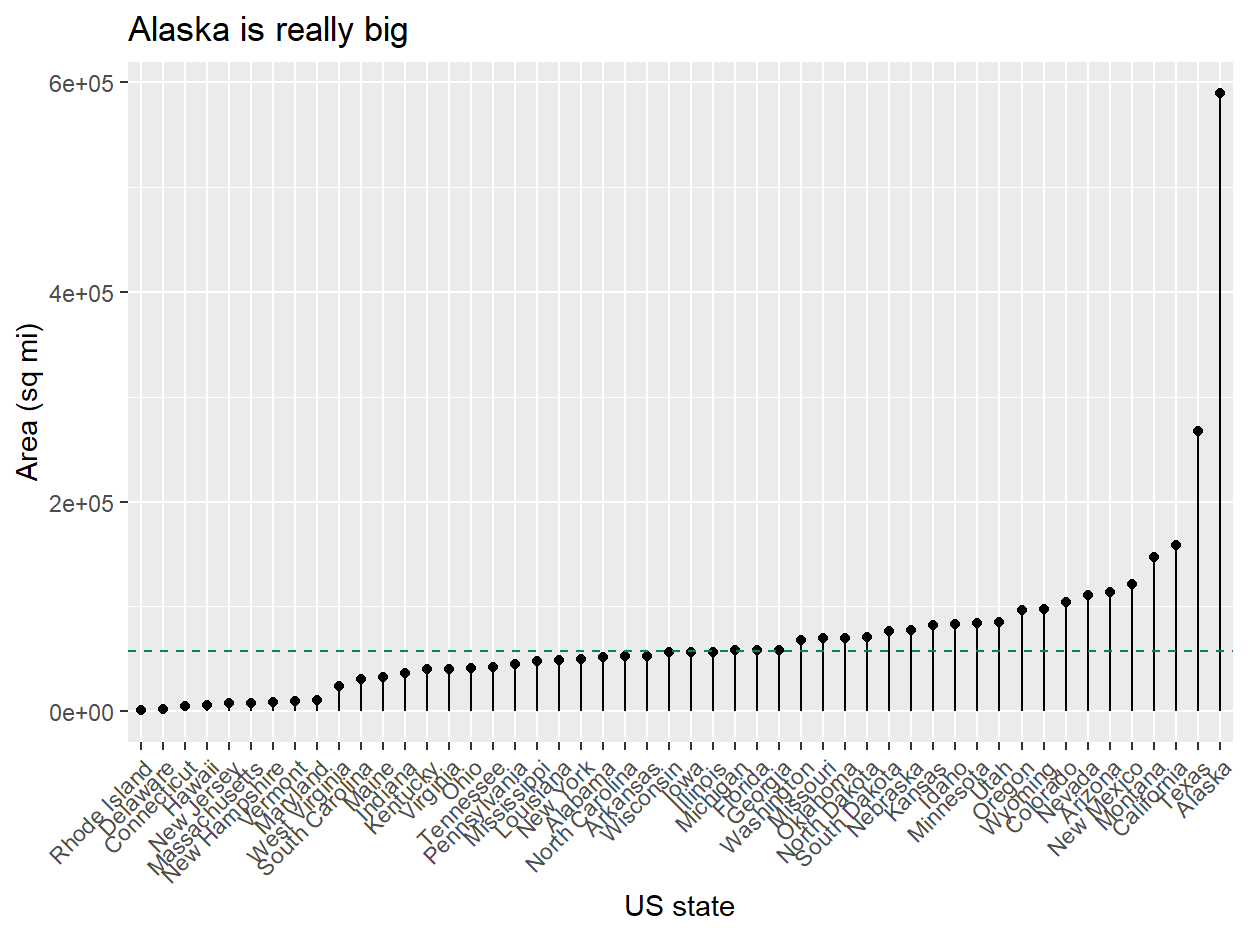 Alaska is really big
6e+05
4e+05
2e+05
0e+00
Area (sq mi)
Rhode Island
Delaware
Connecticut
Hawaii
New Jersey
Massachusetts
New Hampshire
Vermont
Maryland
West Virginia
South Carolina
Maine
Indiana
Kentucky
Virginia
Ohio
Tennessee
Pennsylvania
Mississippi
Louisiana
New York
Alabama
North Carolina
Arkansas
Wisconsin
Iowa
Illinois
Michigan
Florida
Georgia
Washington
Missouri
Oklahoma
North Dakota
South Dakota
Nebraska
Kansas
Idaho
Minnesota
Utah
Oregon
Wyoming
Colorado
Nevada
Arizona
New Mexico
Montana
California
Texas
Alaska
US state